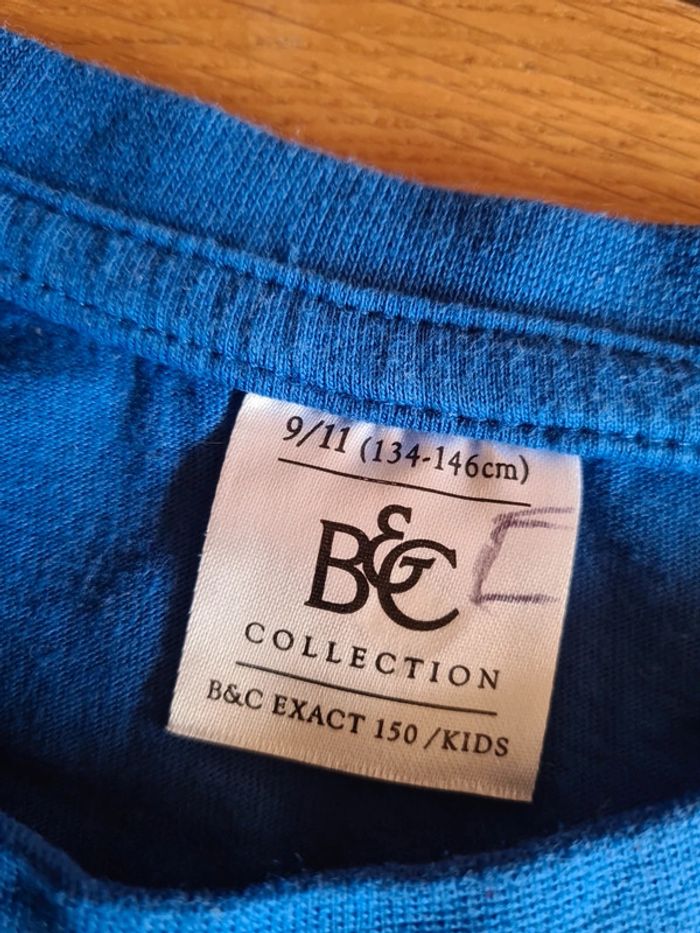 9/11 (134-146cm)
B&C
COLLECTION
B&C EXACT 150 /KIDS